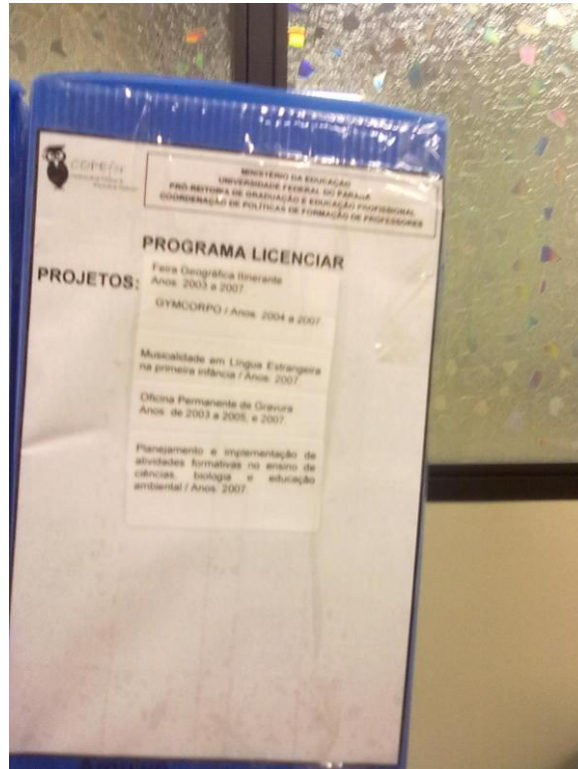 COPEFOR
MINISTÉRIO DA EDUCAÇÃO
UNIVERSIDADE FEDERAL DO PARANÁ
PRÓ-REITORIA DE GRADUAÇÃO E EDUCAÇÃO PROFISSIONAL
COORDENAÇÃO DE POLÍTICAS DE FORMAÇÃO DE PROFESSORES
PROGRAMA LICENCIAR
PROJETOS:
Feira Geográfica Itinerante
Anos: 2003 e 2007.
GYMCORPO / Anos: 2004 a 2007.
Musicalidade em Língua Estrangeira
na primeira infância / Anos: 2007
Oficina Permanente de Gravura
Anos: de 2003 a 2005, e 2007.
Planejamento e implementação de
atividades formativas no ensino de
ciências, biologia e educação
ambiental / Anos: 2007.